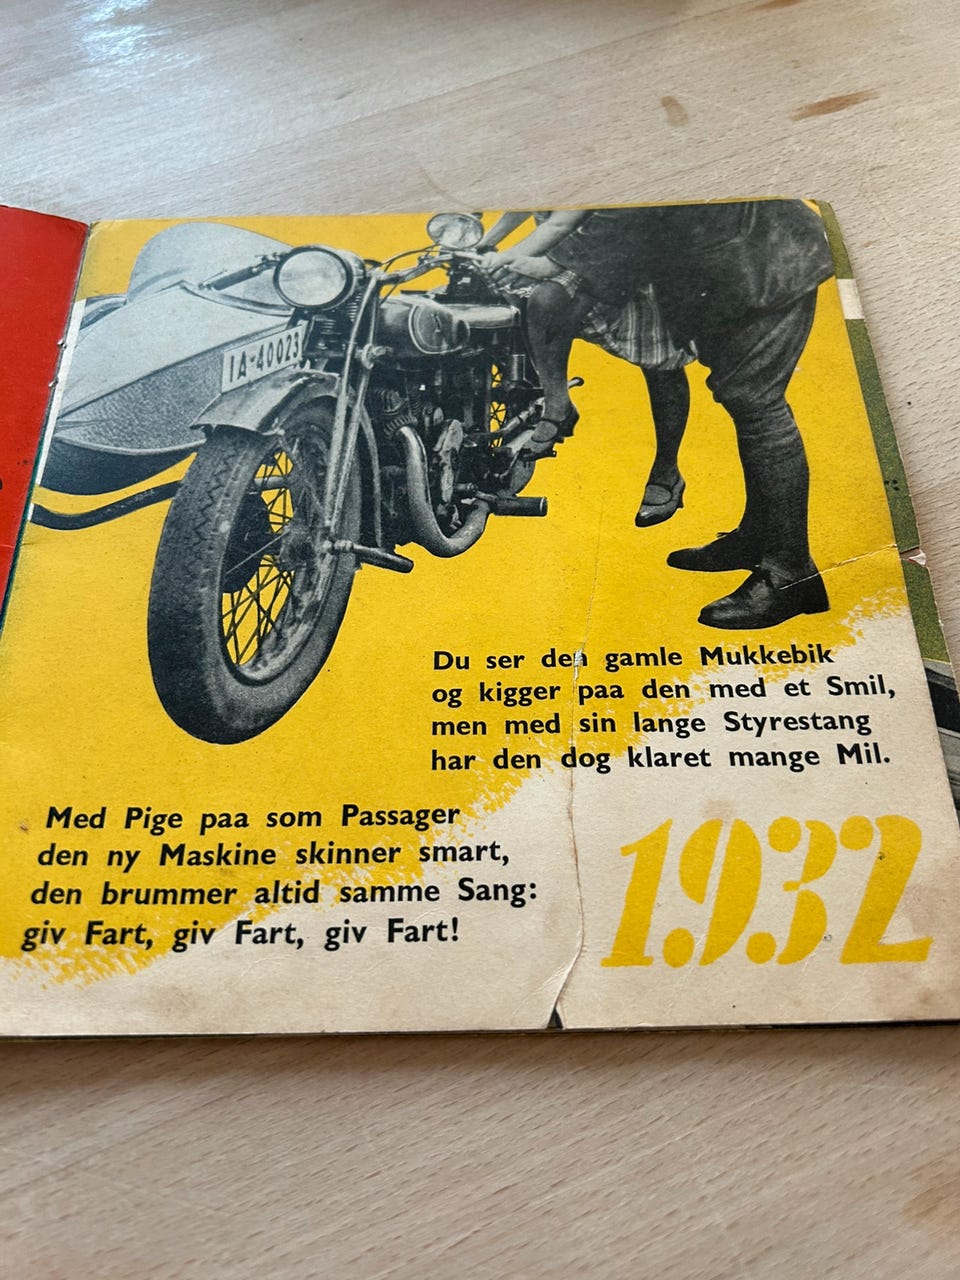 IA-40023
Du ser den gamle Mukkebik
og kigger paa den med et Smil,
men med sin lange Styrestang
har den dog klaret mange Mil.
Med Pige paa som Passager
den ny Maskine skinner smart,
den brummer altid samme Sang:
giv Fart, giv Fart, giv Fart!
1932